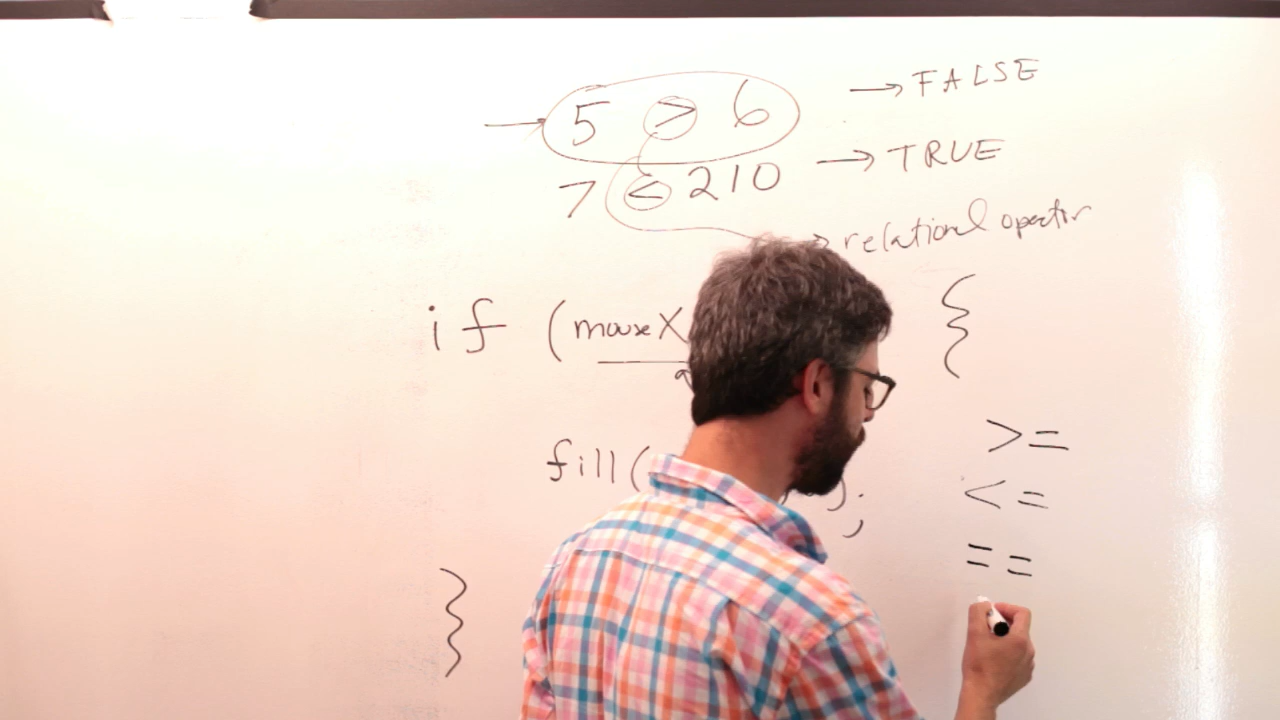 5 > 6 → FALSE
7 < 210 → TRUE
relational operator
if (mouseX {
fill( );
>=
<=
==
}